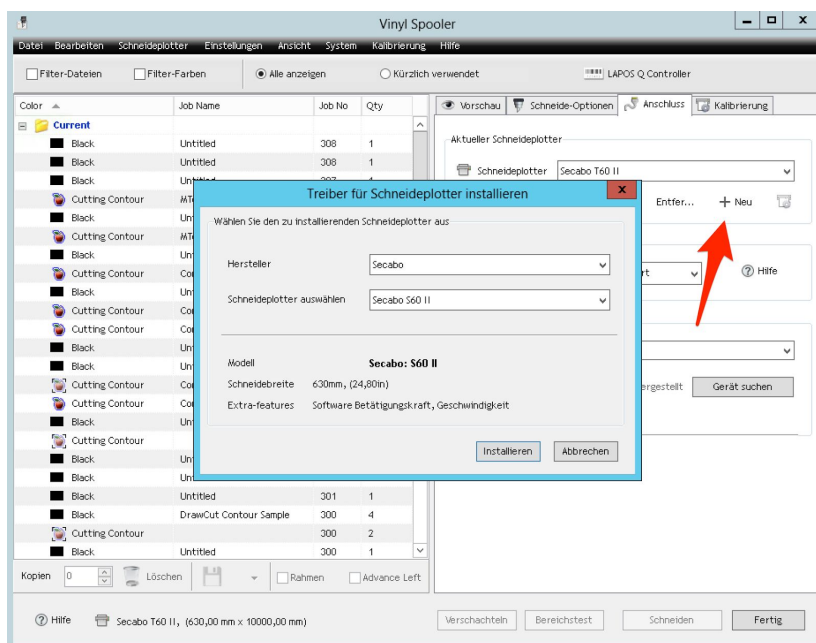 Vinyl Spooler
Datei Bearbeiten Schneideplotter Einstellungen Ansicht System Kalibrierung Hilfe
Filter-Dateien Filter-Farben Alle anzeigen Kürzlich verwendet LAPOS Q Controller
Color Job Name Job No Qty
Current
Black Untitled 308 1
Black Untitled 308 1
Black
Cutting Contour
Black
Cutting Contour
Black
Cutting Contour
Black
Cutting Contour
Cutting Contour
Black
Black
Cutting Contour
Cutting Contour
Black
Cutting Contour
Black
Black
Black Untitled 301 1
Black DrawCut Contour Sample 300 4
Cutting Contour 300 2
Black Untitled 300 1
Kopien 0 Löschen Rahmen Advance Left
Vorschau Schneide-Optionen Anschluss Kalibrierung
Aktueller Schneideplotter
Schneideplotter Secabo T60 II
Entfer... + Neu
Hilfe
Gerät suchen
Treiber für Schneideplotter installieren
Wählen Sie den zu installierenden Schneideplotter aus
Hersteller Secabo
Schneideplotter auswählen Secabo S60 II
Modell Secabo: S60 II
Schneidebreite 630mm, (24,80in)
Extra-features Software Betätigungskraft, Geschwindigkeit
Installieren Abbrechen
Hilfe Secabo T60 II, (630,00 mm x 10000,00 mm)
Verschachteln Bereichstest Schneiden Fertig